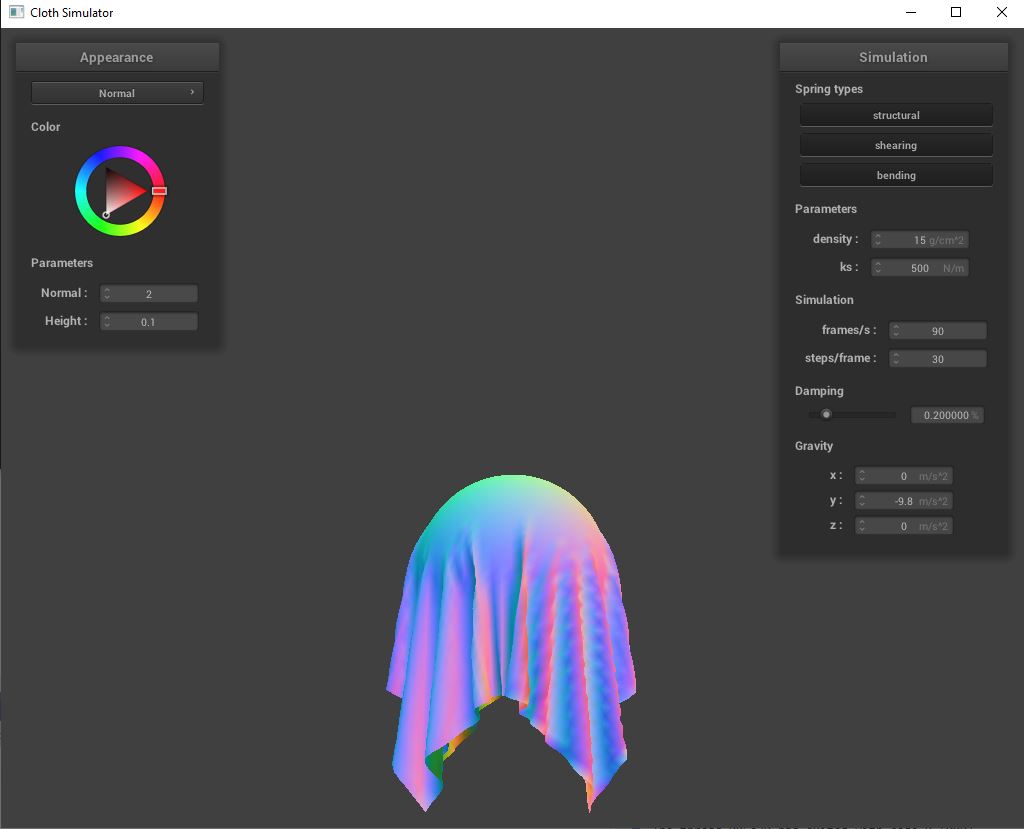 Cloth Simulator
Appearance
Normal
Color
Parameters
Normal : 2
Height : 0.1
Simulation
Spring types
structural
shearing
bending
Parameters
density : 15 g/cm^2
ks : 500 N/m
Simulation
frames/s : 90
steps/frame : 30
Damping
0.200000 %
Gravity
x : 0 m/s^2
y : -9.8 m/s^2
z : 0 m/s^2